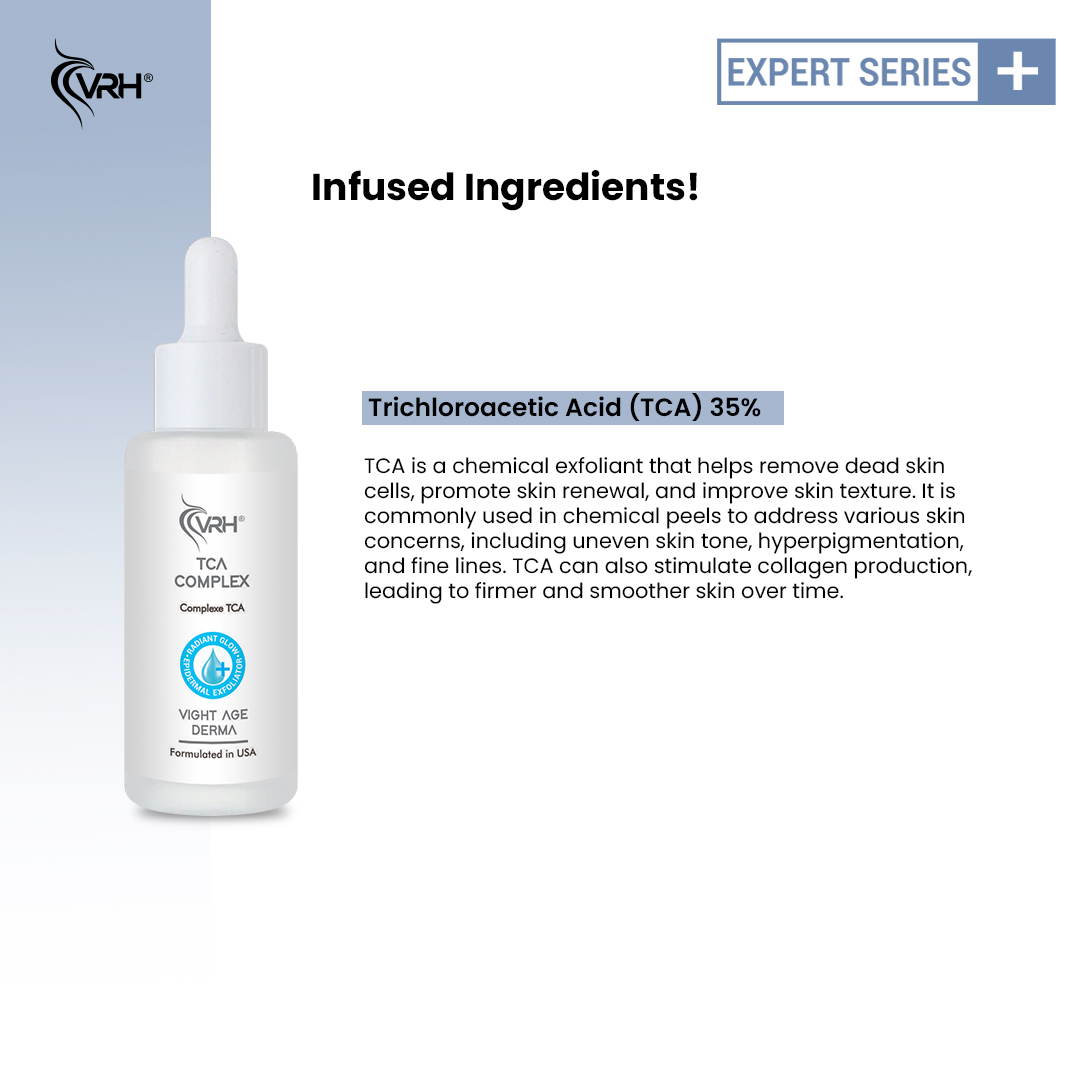 VRH®
EXPERT SERIES +
Infused Ingredients!
Trichloroacetic Acid (TCA) 35%
TCA is a chemical exfoliant that helps remove dead skin
cells, promote skin renewal, and improve skin texture. It is
commonly used in chemical peels to address various skin
concerns, including uneven skin tone, hyperpigmentation,
and fine lines. TCA can also stimulate collagen production,
leading to firmer and smoother skin over time.
VRH®
TCA
COMPLEX
Complexe TCA
• RADIANT GLOW •
EPIDERMAL EXFOLIATOR
VIGHT AGE
DERMA
Formulated in USA